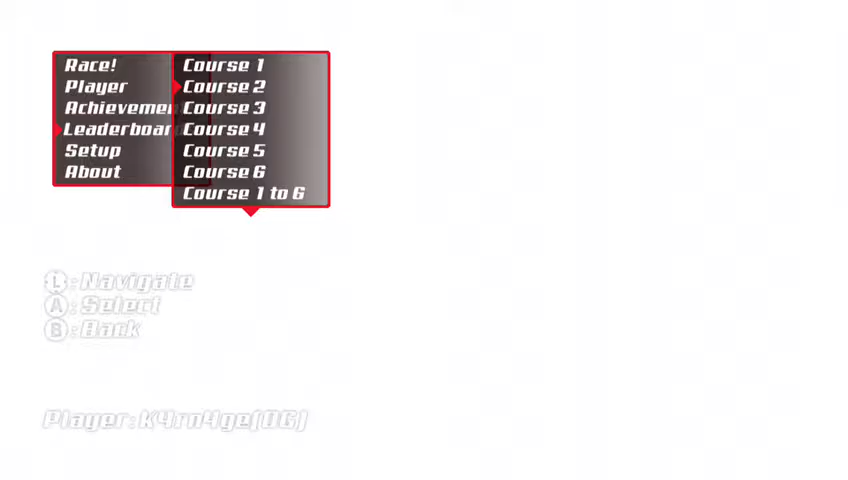 Race!
Player
Achievemen
Leaderboard
Setup
About
Course 1
Course 2
Course 3
Course 4
Course 5
Course 6
Course 1 to 6
L:Navigate
A:Select
B:Back
Player:K4rn4ge(OG)